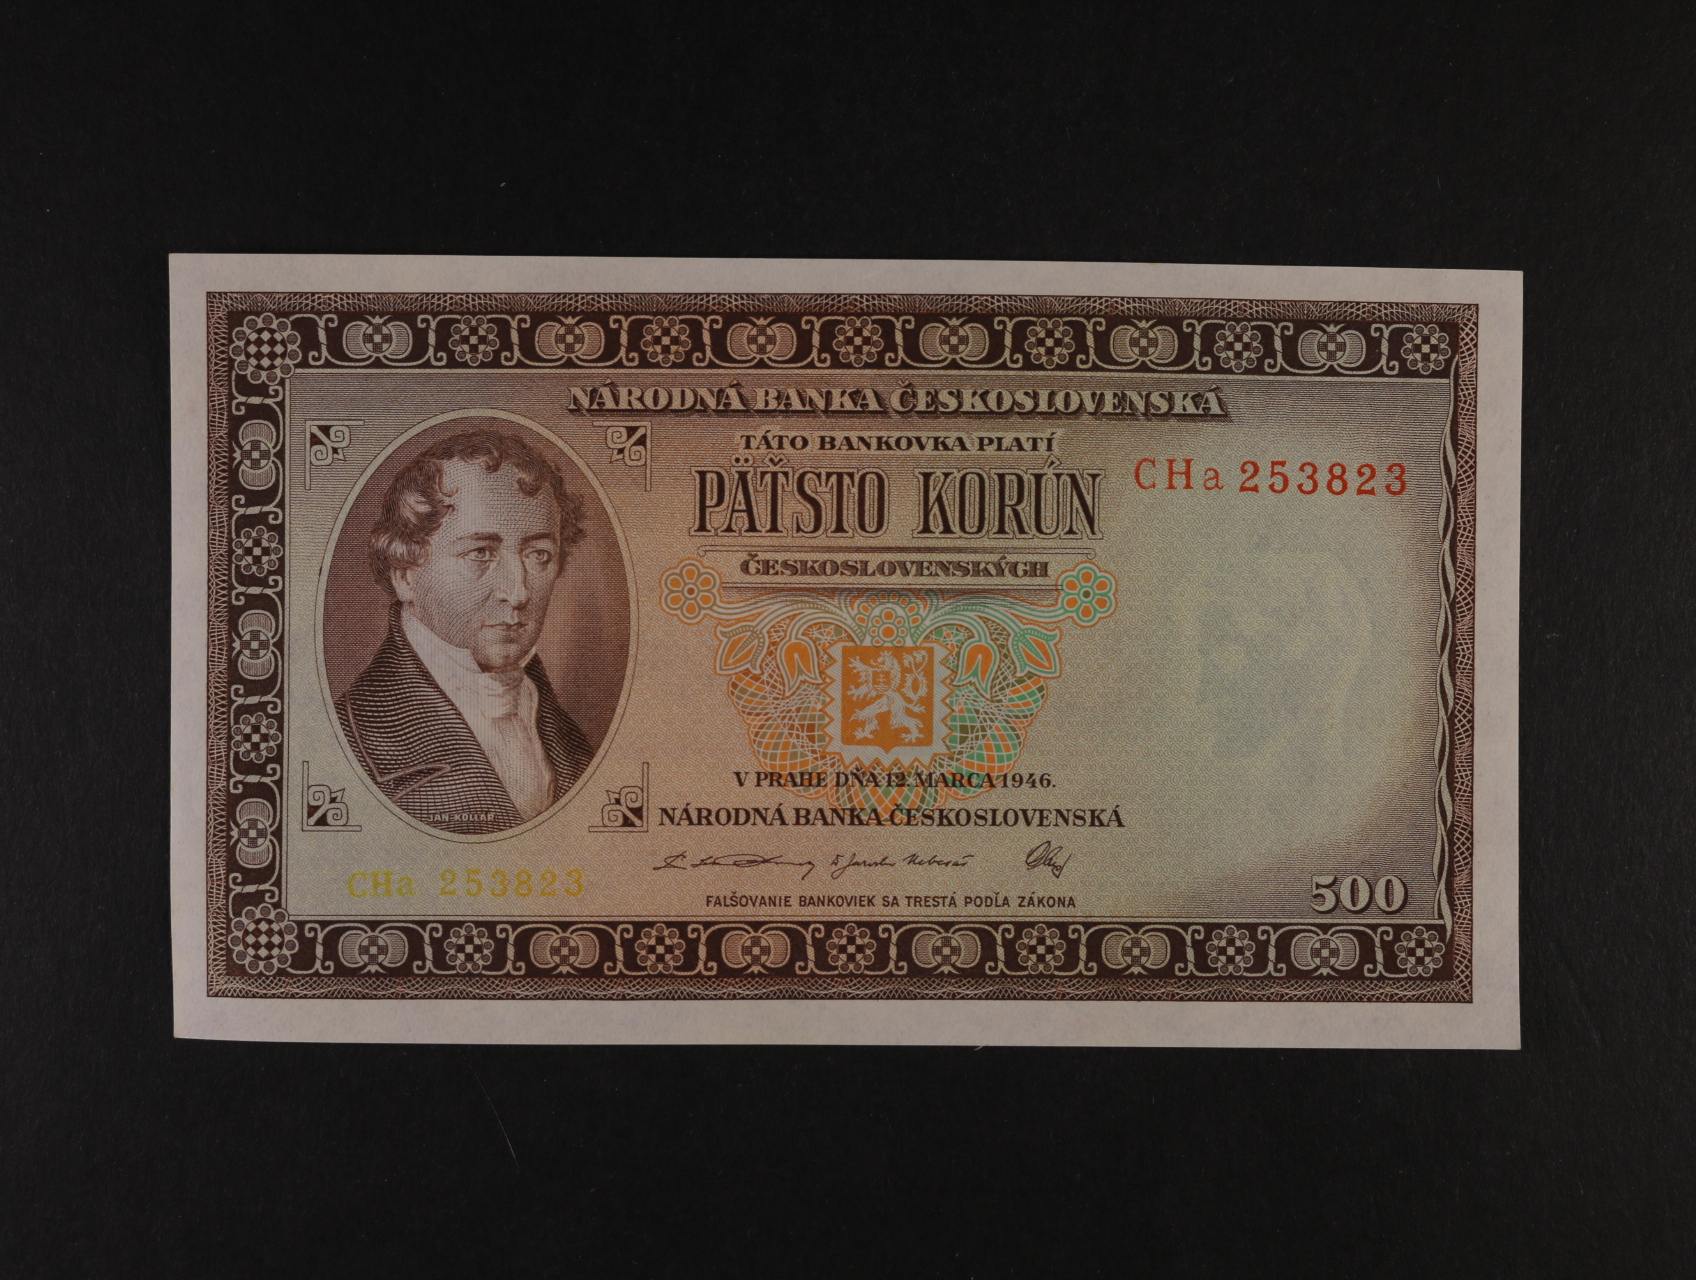 NÁRODNÁ BANKA ČESKOSLOVENSKÁ
TÁTO BANKOVKA PLATÍ
PÄŤSTO KORÚN
CHa 253823
ČESKOSLOVENSKÝCH
V PRAHE DŇA 12. MARCA 1946.
NÁRODNÁ BANKA ČESKOSLOVENSKÁ
JÁN KOLLÁR
CHa 253823
500
FALŠOVANIE BANKOVIEK SA TRESTÁ PODĽA ZÁKONA